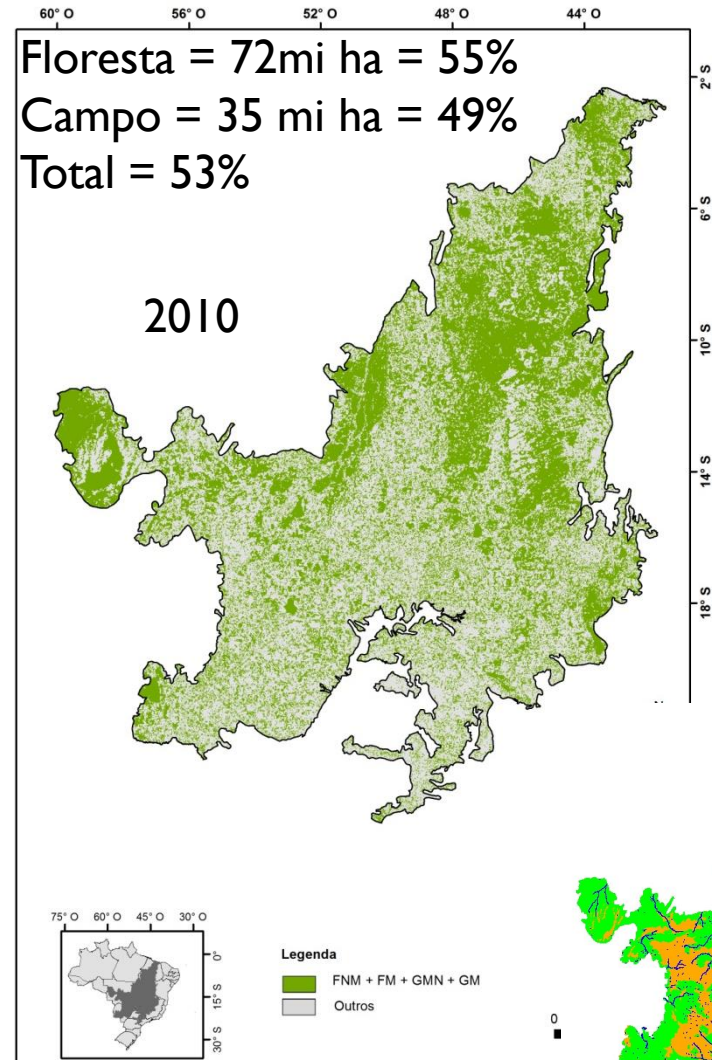 60° O 56° O 52° O 48° O 44° O
Floresta = 72mi ha = 55%
Campo = 35 mi ha = 49%
Total = 53%
2010
2° S
6° S
10° S
14° S
18° S
75° O 60° O 45° O 30° O
0°
15° S
30° S
Legenda
FNM + FM + GMN + GM
Outros
0